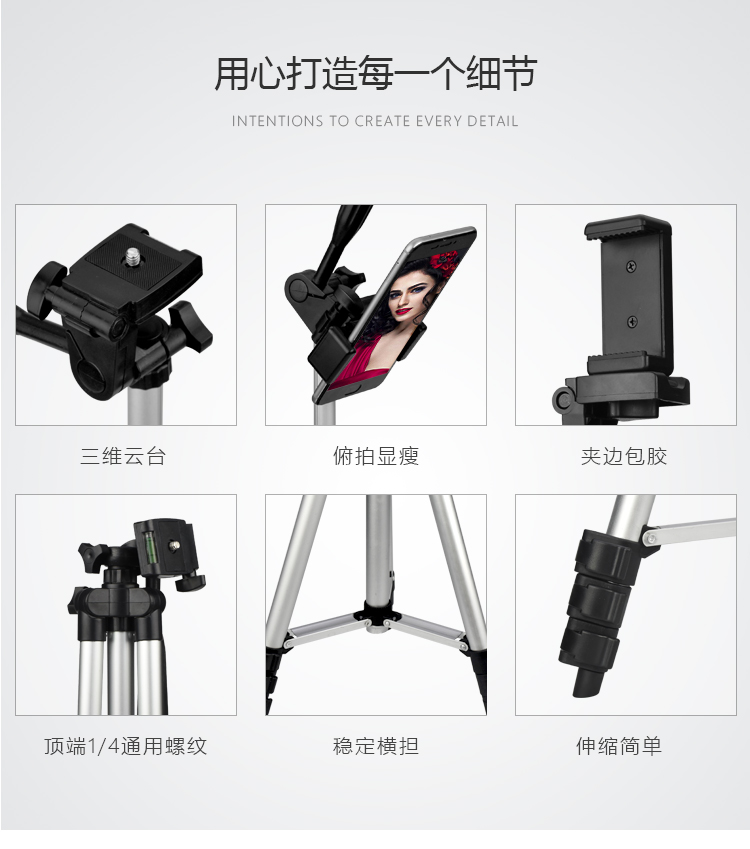 用心打造每一个细节
INTENTIONS TO CREATE EVERY DETAIL
三维云台
俯拍显瘦
夹边包胶
顶端1/4通用螺纹
稳定横担
伸缩简单